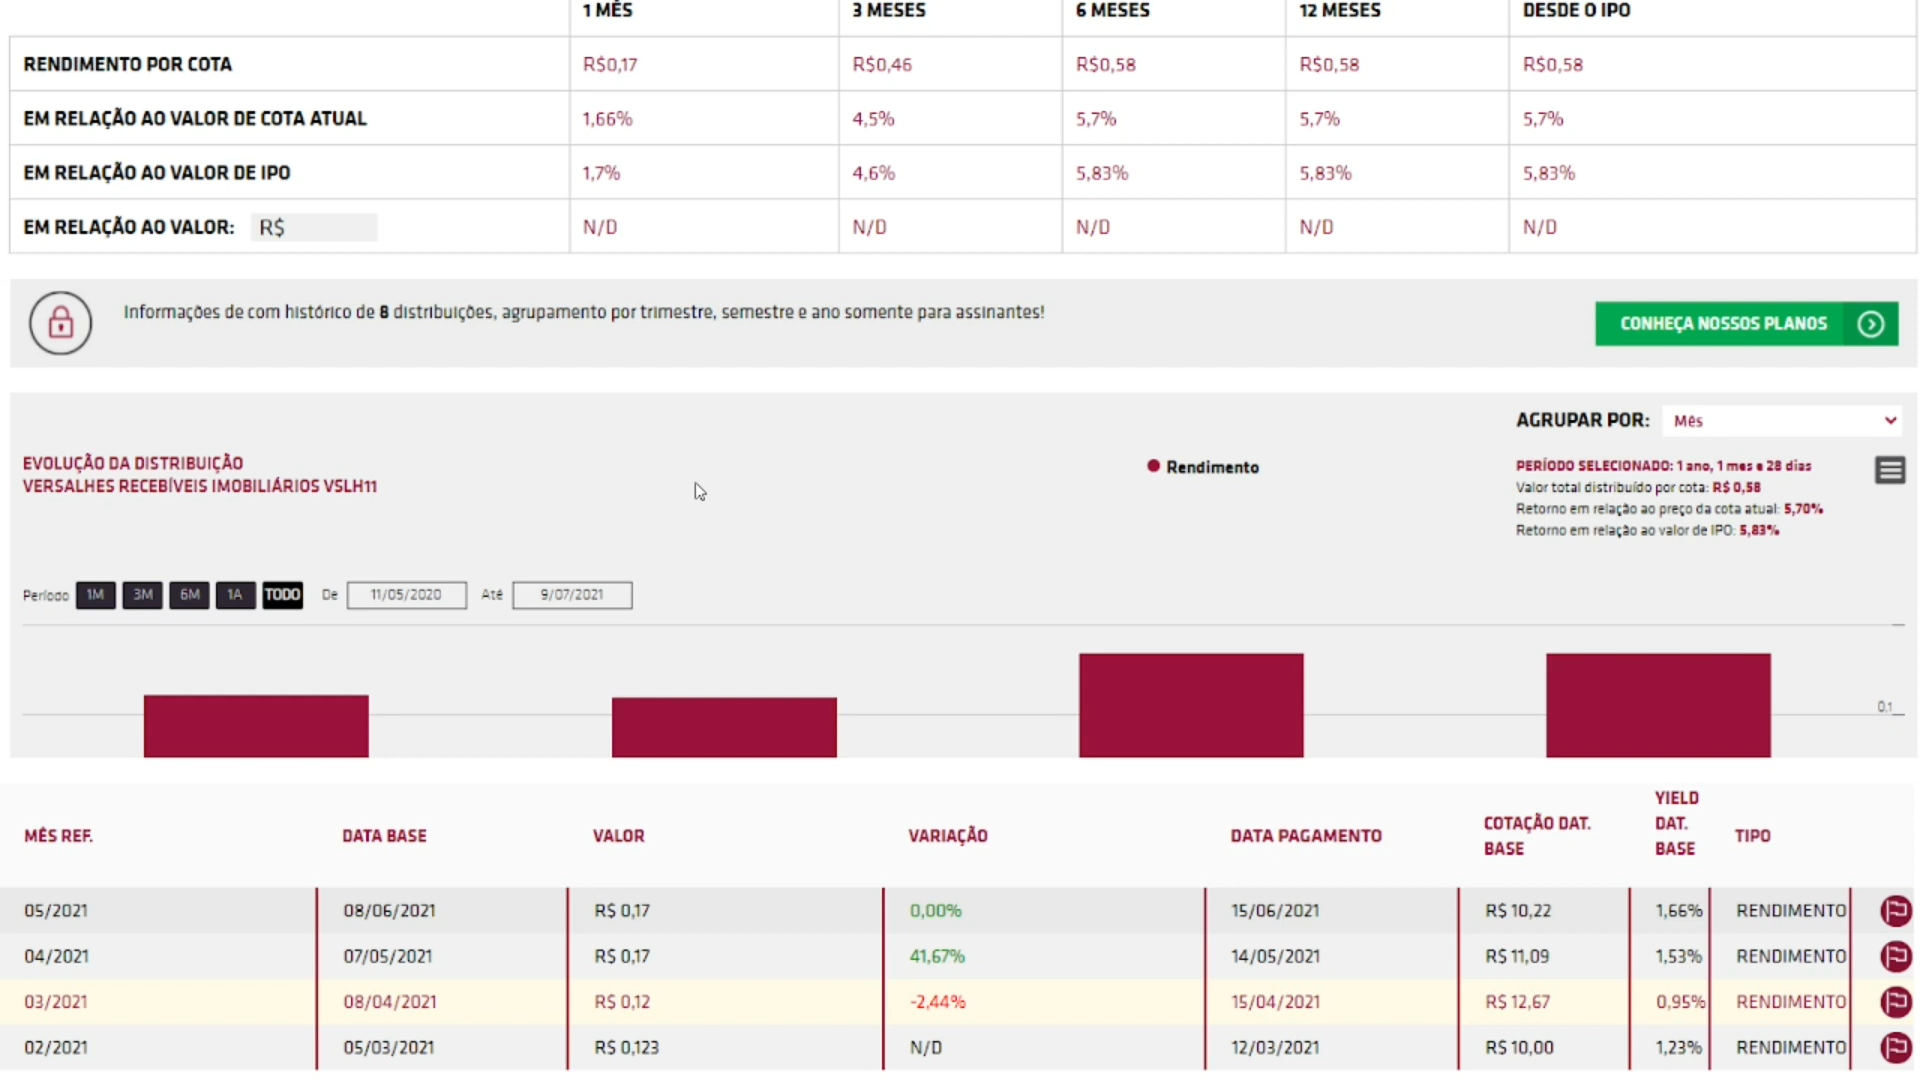 1 MÊS 3 MESES 6 MESES 12 MESES DESDE O IPO
RENDIMENTO POR COTA R$0,17 R$0,46 R$0,58 R$0,58 R$0,58
EM RELAÇÃO AO VALOR DE COTA ATUAL 1,66% 4,5% 5,7% 5,7% 5,7%
EM RELAÇÃO AO VALOR DE IPO 1,7% 4,6% 5,83% 5,83% 5,83%
EM RELAÇÃO AO VALOR: R$ N/D N/D N/D N/D N/D
Informações de com histórico de 8 distribuições, agrupamento por trimestre, semestre e ano somente para assinantes!
CONHEÇA NOSSOS PLANOS
AGRUPAR POR: Mês
EVOLUÇÃO DA DISTRIBUIÇÃO
VERSALHES RECEBÍVEIS IMOBILIÁRIOS VSLH11
Rendimento
PERÍODO SELECIONADO: 1 ano, 1 mes e 28 dias
Valor total distribuído por cota: R$ 0,58
Retorno em relação ao preço da cota atual: 5,70%
Retorno em relação ao valor de IPO: 5,83%
Período 1M 3M 6M 1A TODO De 11/05/2020 Até 9/07/2021
0.1
MÊS REF. DATA BASE VALOR VARIAÇÃO DATA PAGAMENTO COTAÇÃO DAT. BASE YIELD DAT. BASE TIPO
05/2021 08/06/2021 R$ 0,17 0,00% 15/06/2021 R$ 10,22 1,66% RENDIMENTO
04/2021 07/05/2021 R$ 0,17 41,67% 14/05/2021 R$ 11,09 1,53% RENDIMENTO
03/2021 08/04/2021 R$ 0,12 -2,44% 15/04/2021 R$ 12,67 0,95% RENDIMENTO
02/2021 05/03/2021 R$ 0,123 N/D 12/03/2021 R$ 10,00 1,23% RENDIMENTO